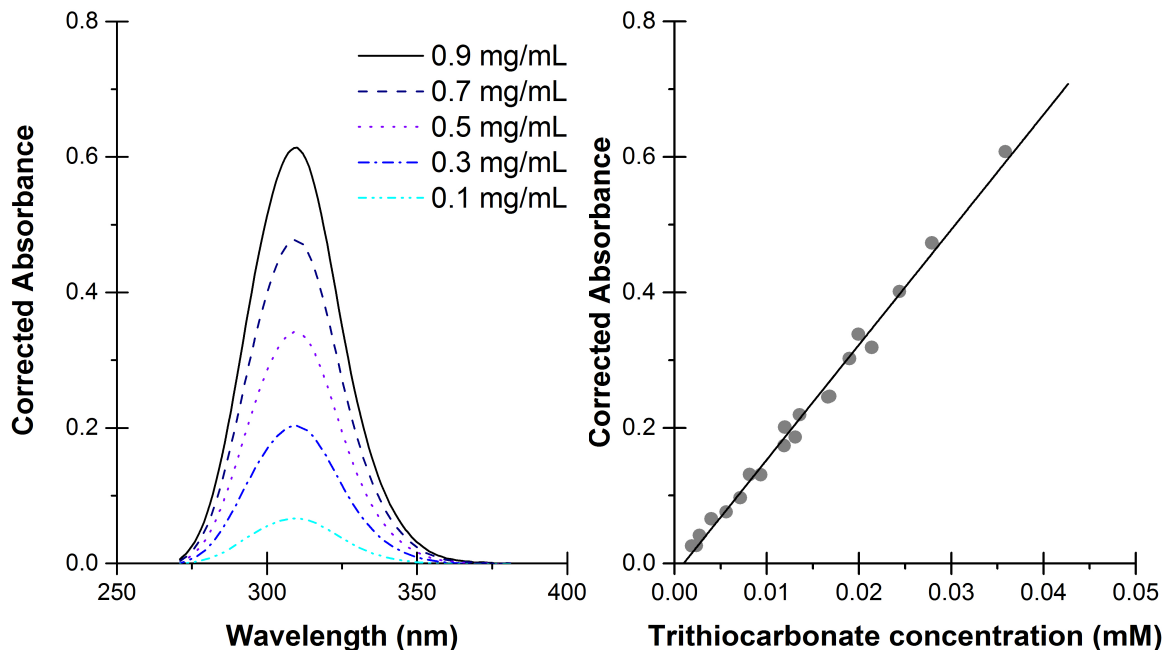 Corrected Absorbance
0.8
0.6
0.4
0.2
0.0
0.9 mg/mL
0.7 mg/mL
0.5 mg/mL
0.3 mg/mL
0.1 mg/mL
250 300 350 400
Wavelength (nm)
Corrected Absorbance
0.8
0.6
0.4
0.2
0.0
0.00 0.01 0.02 0.03 0.04 0.05
Trithiocarbonate concentration (mM)